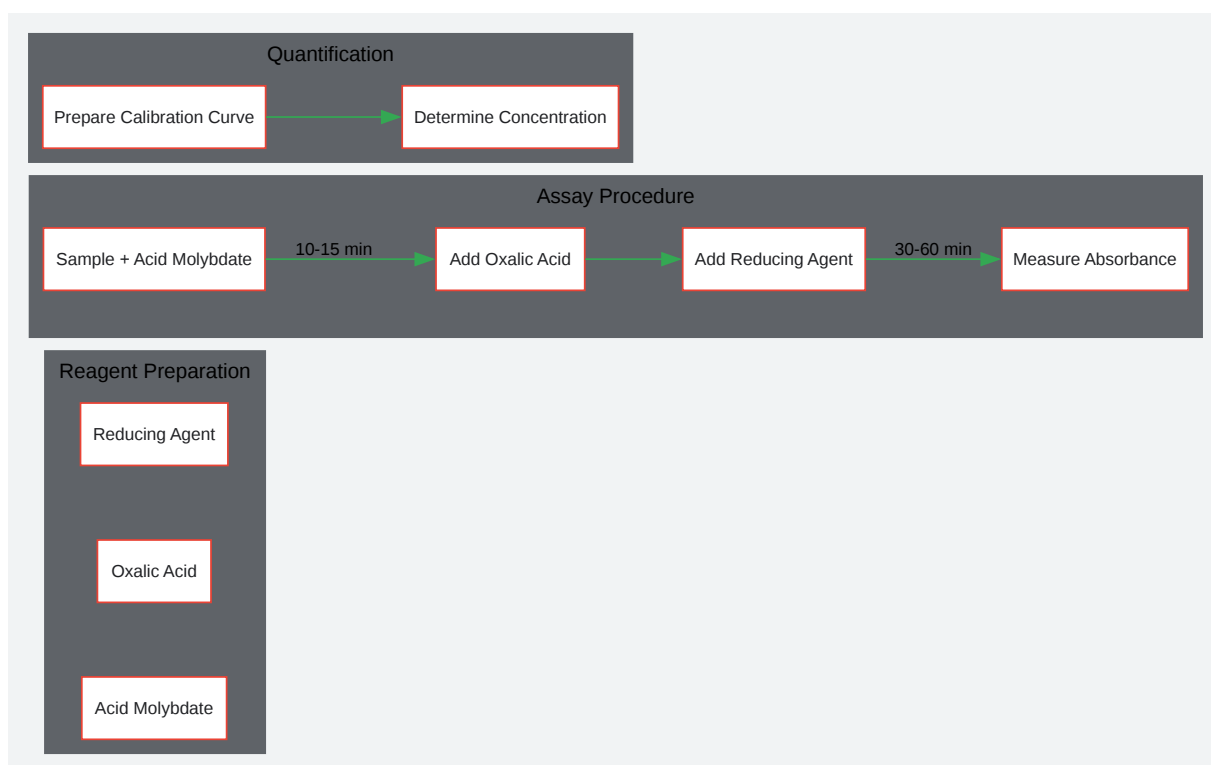 Quantification
Prepare Calibration Curve
Determine Concentration
Assay Procedure
Sample + Acid Molybdate
10-15 min
Add Oxalic Acid
Add Reducing Agent
30-60 min
Measure Absorbance
Reagent Preparation
Reducing Agent
Oxalic Acid
Acid Molybdate